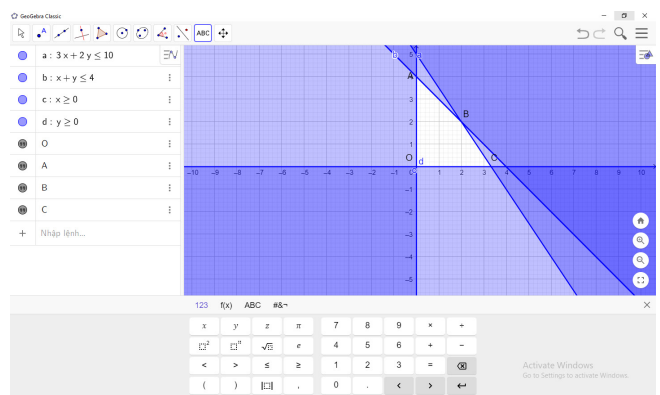 GeoGebra Classic
ABC
a : 3 x + 2 y ≤ 10
b : x + y ≤ 4
c : x ≥ 0
d : y ≥ 0
O
A
B
C
Nhập lệnh...
b
5
a
A
3
2
B
1
O
d
C
−10 −9 −8 −7 −6 −5 −4 −3 −2 −1 0 1 2 3 4 5 6 7 8 9 10
−1
−2
−3
−4
−5
123 f(x) ABC #&¬
x y z π 7 8 9 × ÷
e 4 5 6 + −
< > ≤ ≥ 1 2 3 =
( ) , 0 . < >
Activate Windows
Go to Settings to activate Windows.